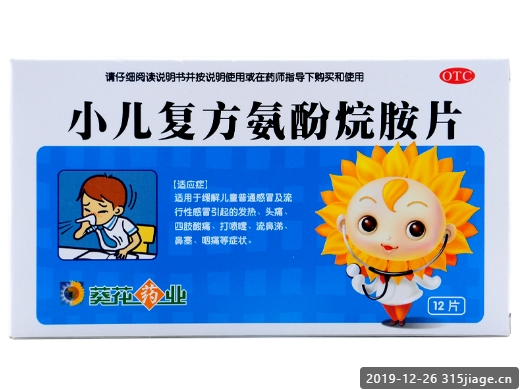 请仔细阅读说明书并按说明使用或在药师指导下购买和使用
OTC
小儿复方氨酚烷胺片
[适应症]
适用于缓解儿童普通感冒及流
行性感冒引起的发热、头痛、
四肢酸痛、打喷嚏、流鼻涕、
鼻塞、咽痛等症状。
葵花药业
12片
2019-12-26 315jiage.cn